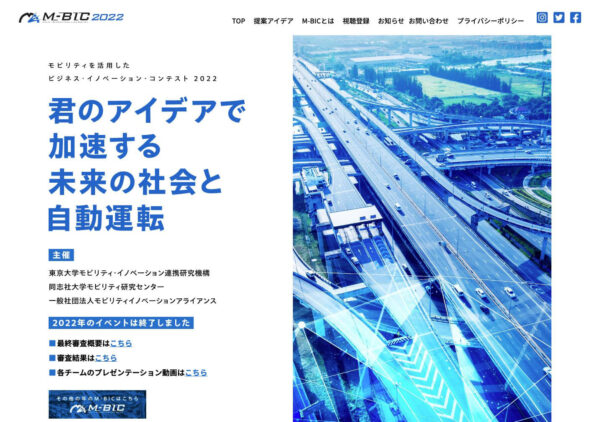 M-BIC 2022
TOP 提案アイデア M-BICとは 視聴登録 お知らせ お問い合わせ プライバシーポリシー
モビリティを活用した
ビジネス・イノベーション・コンテスト 2022
君のアイデアで
加速する
未来の社会と
自動運転
主催
東京大学モビリティ・イノベーション連携研究機構
同志社大学モビリティ研究センター
一般社団法人モビリティイノベーションアライアンス
2022年のイベントは終了しました
■最終審査概要はこちら
■審査結果はこちら
■各チームのプレゼンテーション動画はこちら
その他の年のM-BICはこちら
M-BIC